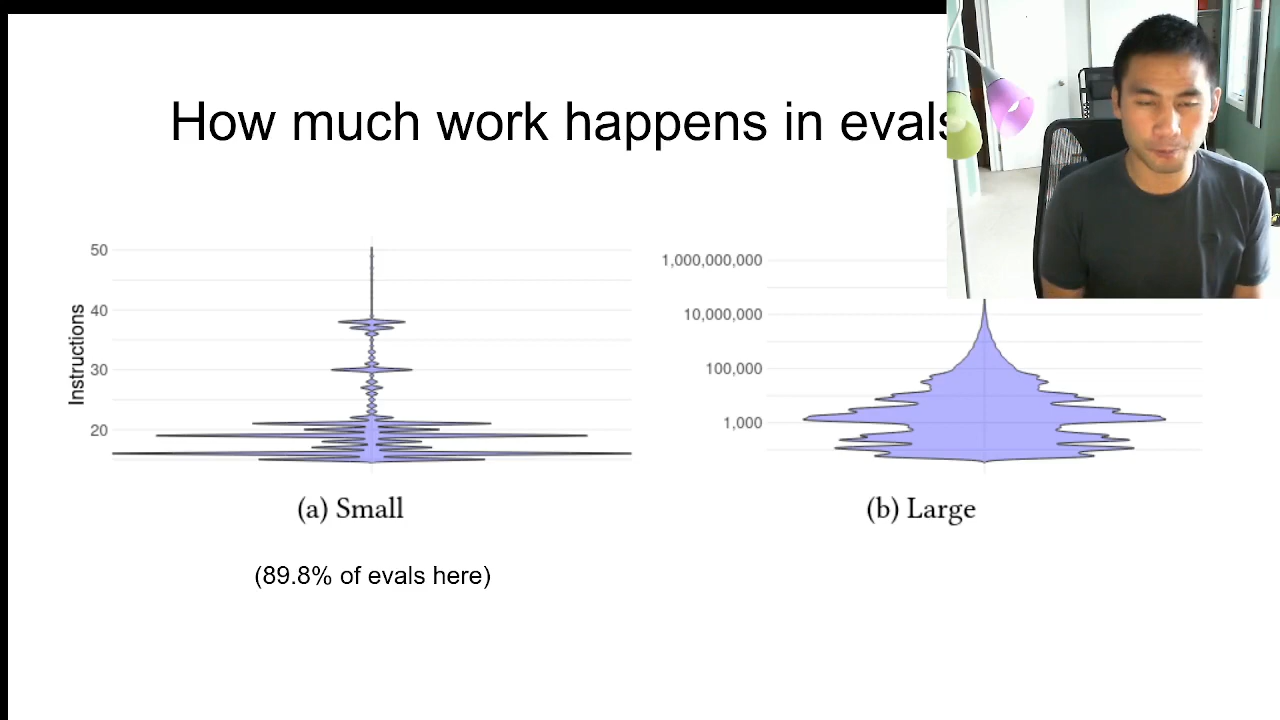 How much work happens in evals
50
40
30
20
Instructions
(a) Small
(89.8% of evals here)
1,000,000,000
10,000,000
100,000
1,000
(b) Large